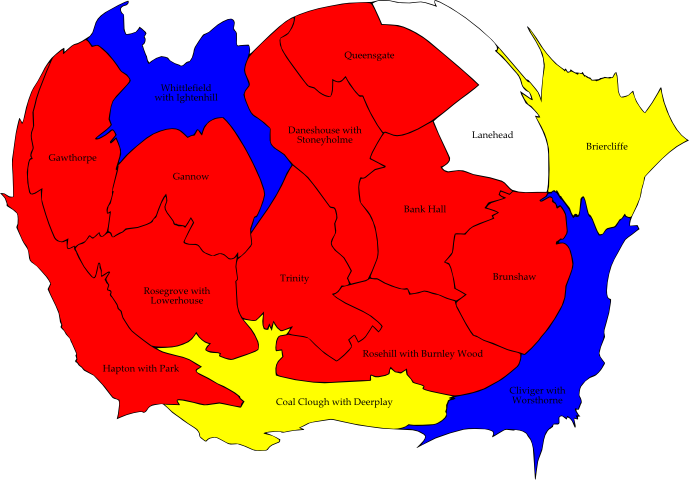 Queensgate
Whittlefield
with Ightenhill
Daneshouse with
Stoneyholme
Lanehead
Briercliffe
Gawthorpe
Gannow
Bank Hall
Trinity
Brunshaw
Rosegrove with
Lowerhouse
Rosehill with Burnley Wood
Hapton with Park
Cliviger with
Worsthorne
Coal Clough with Deerplay